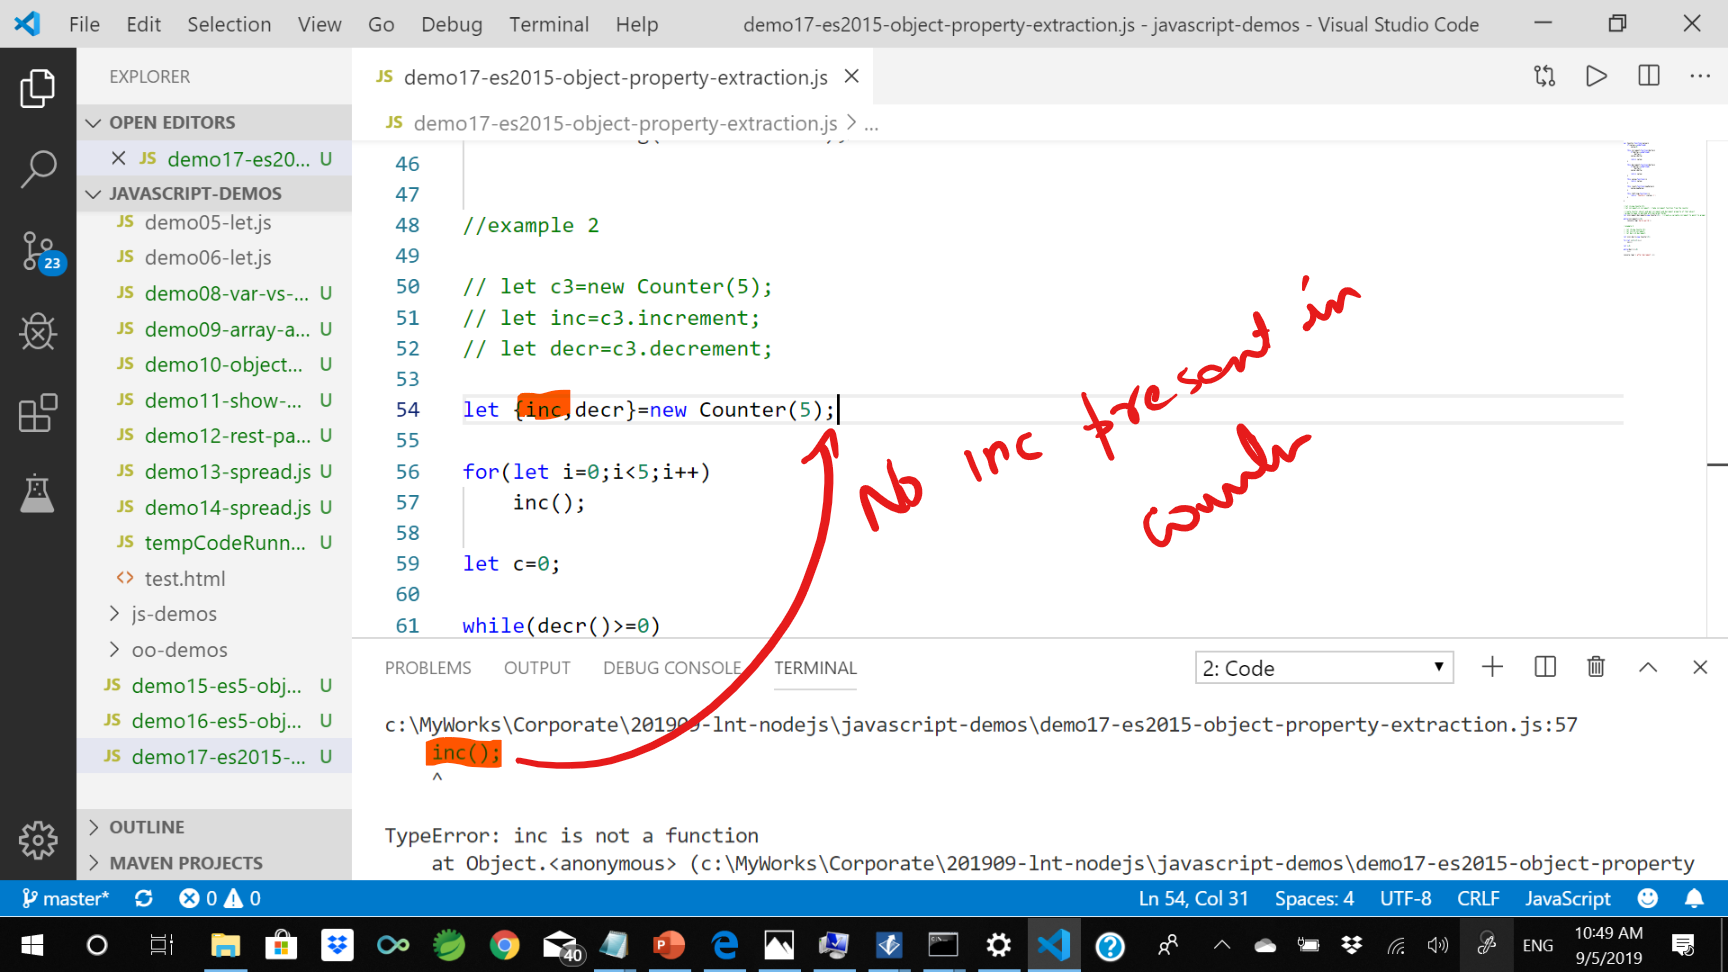 File Edit Selection View Go Debug Terminal Help
demo17-es2015-object-property-extraction.js - javascript-demos - Visual Studio Code
EXPLORER
OPEN EDITORS
JS demo17-es20... U
JAVASCRIPT-DEMOS
JS demo05-let.js
JS demo06-let.js
JS demo08-var-vs-... U
JS demo09-array-a... U
JS demo10-object... U
JS demo11-show-... U
JS demo12-rest-pa... U
JS demo13-spread.js U
JS demo14-spread.js U
JS tempCodeRunn... U
<> test.html
js-demos
oo-demos
JS demo15-es5-obj... U
JS demo16-es5-obj... U
JS demo17-es2015-... U
OUTLINE
MAVEN PROJECTS
23
JS demo17-es2015-object-property-extraction.js
JS demo17-es2015-object-property-extraction.js > ...
46
47
48 //example 2
49
50 // let c3=new Counter(5);
51 // let inc=c3.increment;
52 // let decr=c3.decrement;
53
54 let {inc,decr}=new Counter(5);
55
56 for(let i=0;i<5;i++)
57 inc();
58
59 let c=0;
60
61 while(decr()>=0)
No inc present in
counter
PROBLEMS OUTPUT DEBUG CONSOLE TERMINAL
2: Code
c:\MyWorks\Corporate\201909-lnt-nodejs\javascript-demos\demo17-es2015-object-property-extraction.js:57
inc();
^
TypeError: inc is not a function
at Object.<anonymous> (c:\MyWorks\Corporate\201909-lnt-nodejs\javascript-demos\demo17-es2015-object-property
master* 0 0
Ln 54, Col 31 Spaces: 4 UTF-8 CRLF JavaScript
40
ENG
10:49 AM
9/5/2019